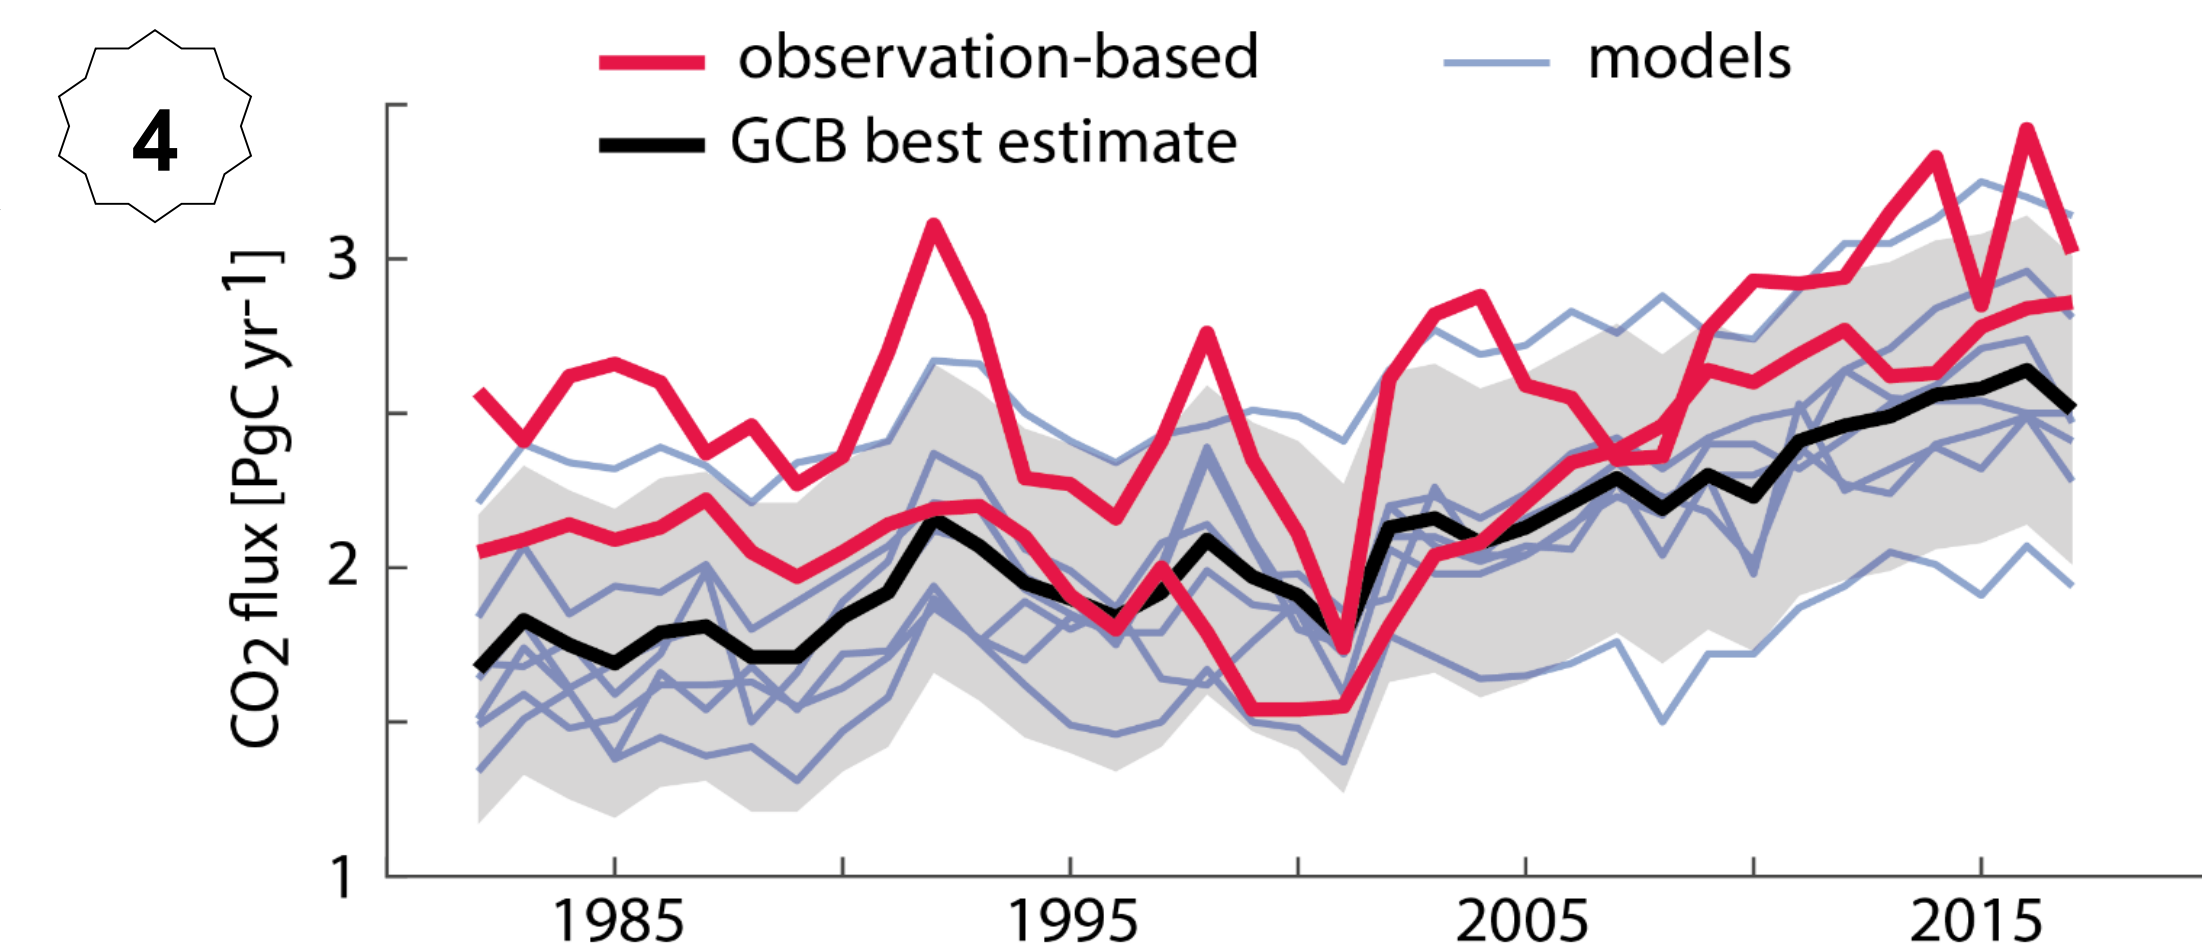 4
observation-based
models
GCB best estimate
CO2 flux [PgC yr-1]
3
2
1
1985
1995
2005
2015